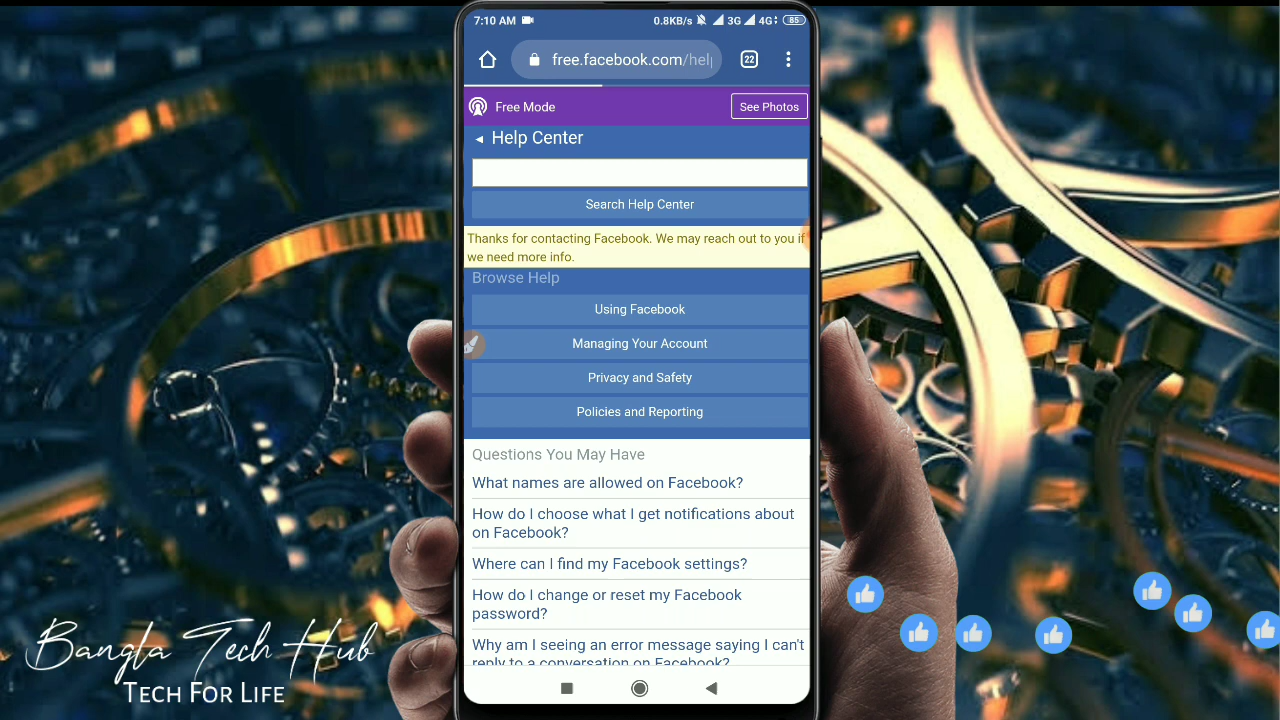 7:10 AM 0.8KB/s 3G 4G 85
free.facebook.com/help
22
Free Mode See Photos
Help Center
Search Help Center
Thanks for contacting Facebook. We may reach out to you if
we need more info.
Browse Help
Using Facebook
Managing Your Account
Privacy and Safety
Policies and Reporting
Questions You May Have
What names are allowed on Facebook?
How do I choose what I get notifications about
on Facebook?
Where can I find my Facebook settings?
How do I change or reset my Facebook
password?
Why am I seeing an error message saying I can't
reply to a conversation on Facebook?
Bangla Tech Hub
TECH FOR LIFE